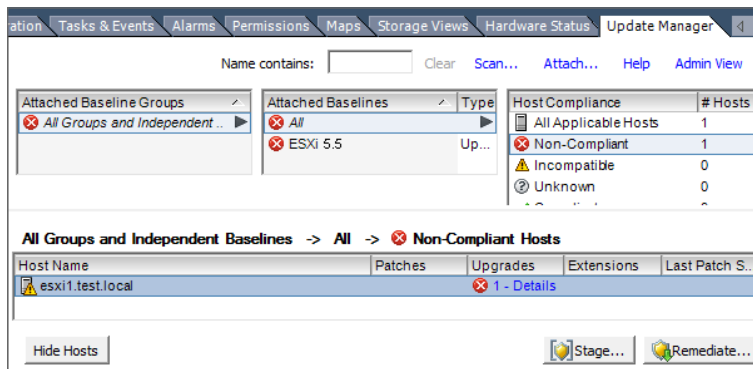 ration Tasks & Events Alarms Permissions Maps Storage Views Hardware Status Update Manager
Name contains: Clear Scan... Attach... Help Admin View
Attached Baseline Groups Attached Baselines Type Host Compliance # Hosts
All Groups and Independent .. All All Applicable Hosts 1
ESXi 5.5 Up... Non-Compliant 1
Incompatible 0
Unknown 0
All Groups and Independent Baselines -> All -> Non-Compliant Hosts
Host Name Patches Upgrades Extensions Last Patch S..
esxi1.test.local 1 - Details
Hide Hosts Stage... Remediate...